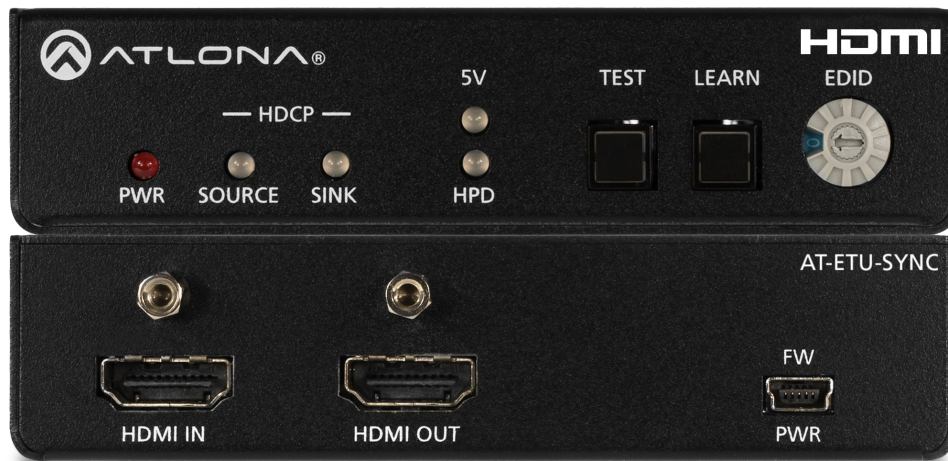 ATLONA®
HDMI
5V
TEST
LEARN
EDID
HDCP
0
PWR
SOURCE
SINK
HPD
AT-ETU-SYNC
FW
HDMI IN
HDMI OUT
PWR